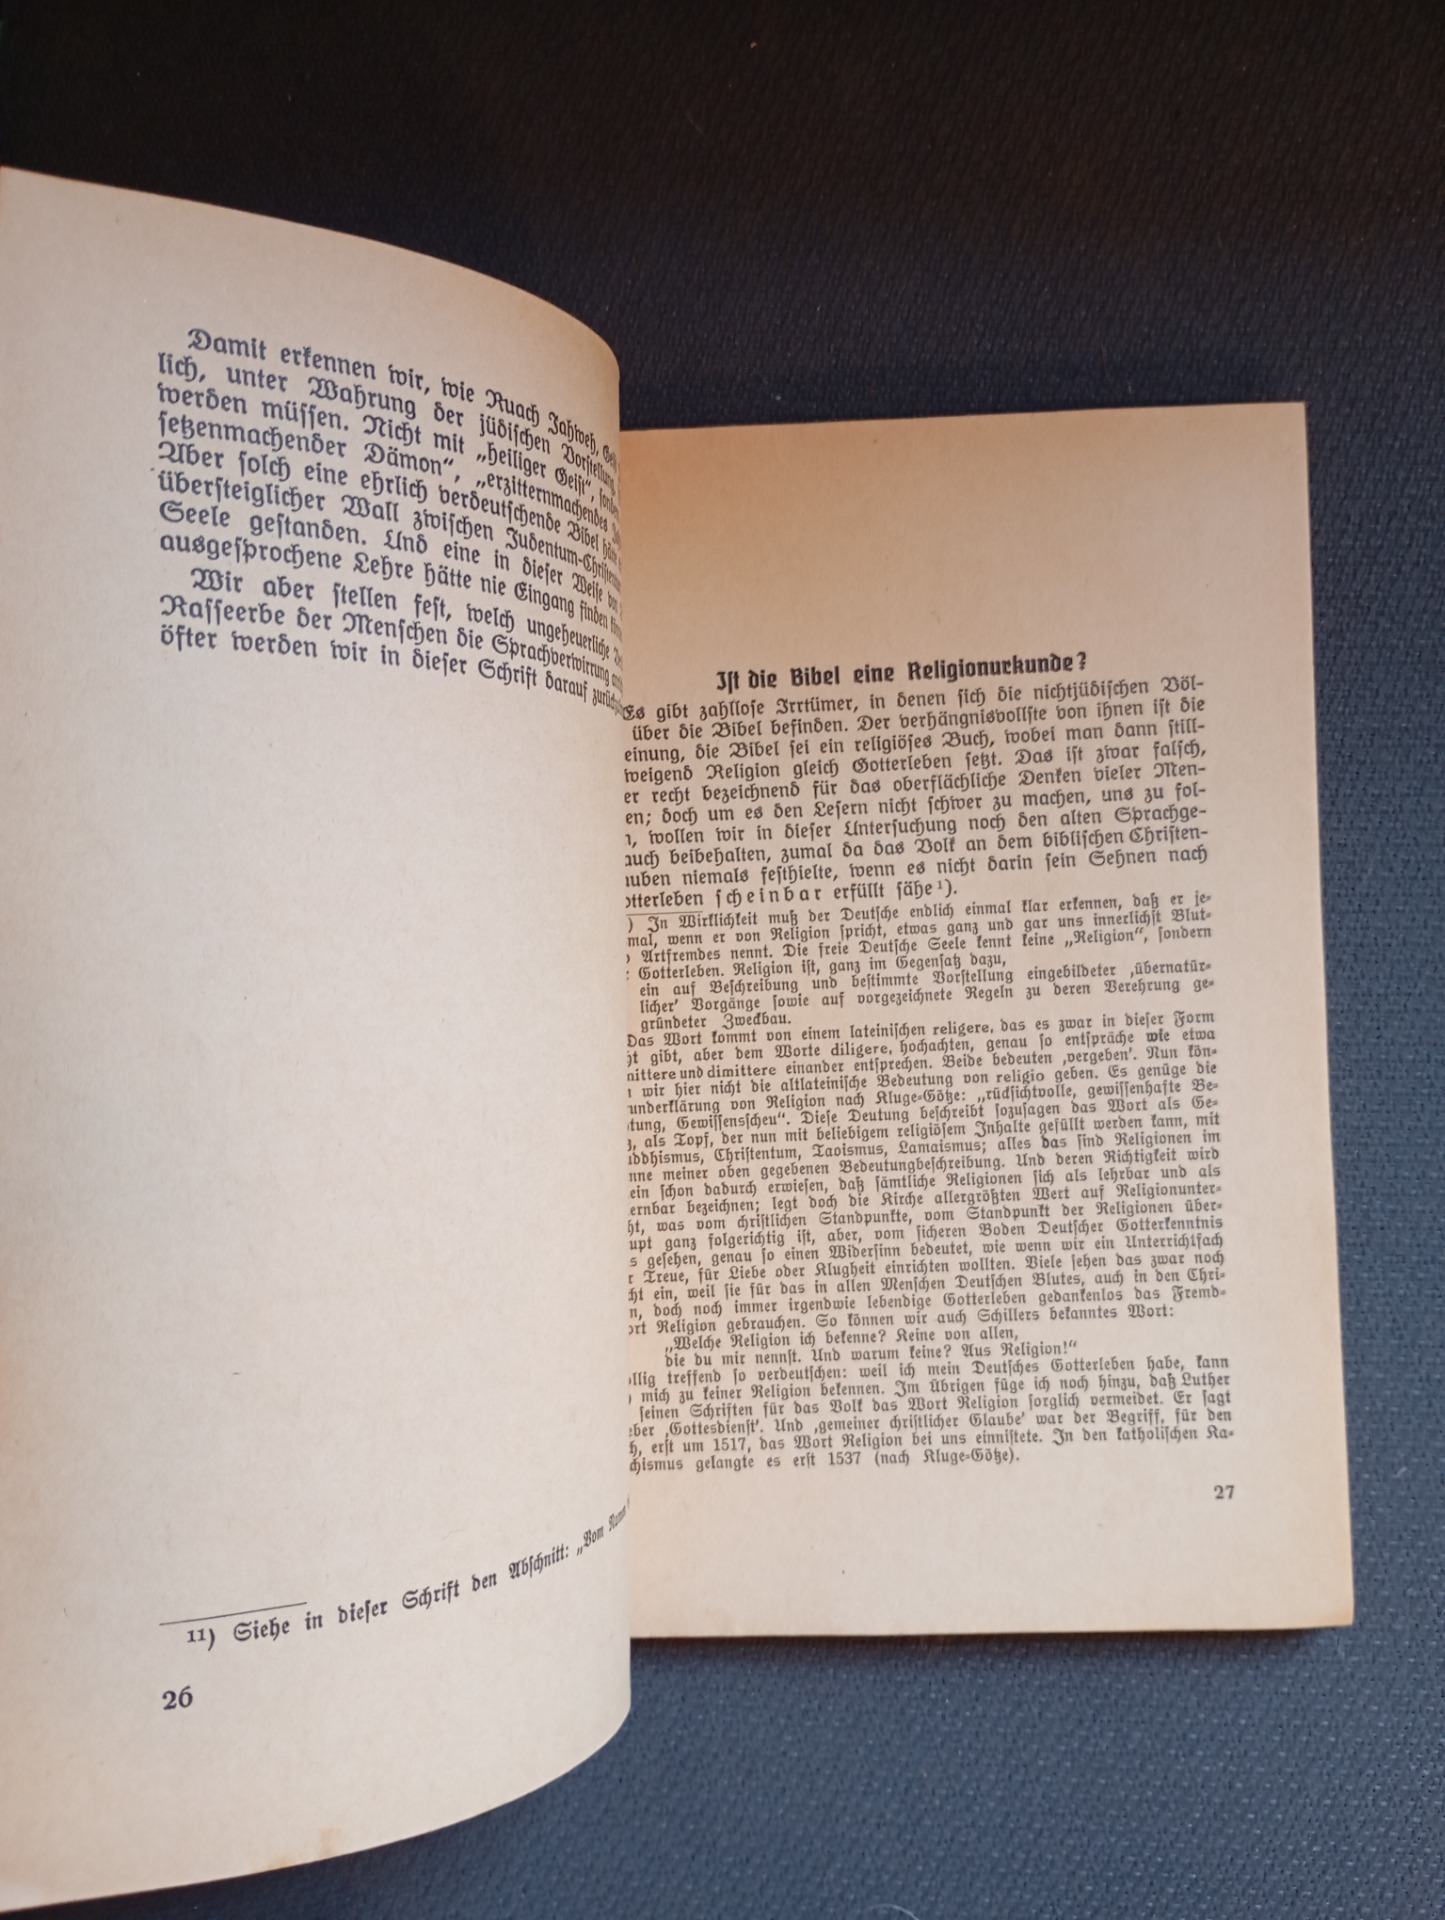 Damit erkennen wir, wie Ruach Jahweh,
lich, unter Wahrung der jüdischen Vorstellung
werden müssen. Nicht mit „heiliger Geist“,
setzenmachender Dämon“, „erzitternmachendes
Aber solch eine ehrlich verdeutschende Bibel
übersteiglicher Wall zwischen Judentum-Christentum
Seele gestanden. Und eine in dieser Weise
ausgesprochene Lehre hätte nie Eingang finden
Wir aber stellen fest, welch ungeheuerliche
Rasseerbe der Menschen die Sprachverwirrung
öfter werden wir in dieser Schrift darauf
11) Siehe in dieser Schrift den Abschnitt: „Vom
26
Ist die Bibel eine Religionurkunde?
Es gibt zahllose Irrtümer, in denen sich die nichtjüdischen Völ-
über die Bibel befinden. Der verhängnisvollste von ihnen ist die
einung, die Bibel sei ein religiöses Buch, wobei man dann still-
weigend Religion gleich Gotterleben setzt. Das ist zwar falsch,
er recht bezeichnend für das oberflächliche Denken vieler Men-
en; doch um es den Lesern nicht schwer zu machen, uns zu fol-
n, wollen wir in dieser Untersuchung noch den alten Sprachge-
auch beibehalten, zumal da das Volk an dem biblischen Christen-
auben niemals festhielte, wenn es nicht darin sein Sehnen nach
otterleben scheinbar erfüllt sähe¹).
) In Wirklichkeit muß der Deutsche endlich einmal klar erkennen, daß er je-
mal, wenn er von Religion spricht, etwas ganz und gar uns innerlichst Blut-
Artfremdes nennt. Die freie Deutsche Seele kennt keine „Religion“, sondern
: Gotterleben. Religion ist, ganz im Gegensatz dazu,
ein auf Beschreibung und bestimmte Vorstellung eingebildeter ‚übernatür-
licher’ Vorgänge sowie auf vorgezeichnete Regeln zu deren Verehrung ge-
gründeter Zweckbau.
Das Wort kommt von einem lateinischen religere, das es zwar in dieser Form
ht gibt, aber dem Worte diligere, hochachten, genau so entspräche wie etwa
mittere und dimittere einander entsprechen. Beide bedeuten ‚vergeben’. Nun kön-
n wir hier nicht die altlateinische Bedeutung von religio geben. Es genüge die
underklärung von Religion nach Kluge-Götze: „rücksichtvolle, gewissenhafte Be-
tung, Gewissensscheu“. Diese Deutung beschreibt sozusagen das Wort als Ge-
ß, als Topf, der nun mit beliebigem religiösem Inhalte gefüllt werden kann, mit
uddhismus, Christentum, Taoismus, Lamaismus; alles das sind Religionen im
nne meiner oben gegebenen Bedeutungbeschreibung. Und deren Richtigkeit wird
ein schon dadurch erwiesen, daß sämtliche Religionen sich als lehrbar und als
ernbar bezeichnen; legt doch die Kirche allergrößten Wert auf Religionunter-
ht, was vom christlichen Standpunkte, vom Standpunkt der Religionen über-
upt ganz folgerichtig ist, aber, vom sicheren Boden Deutscher Gotterkenntnis
s gesehen, genau so einen Widersinn bedeutet, wie wenn wir ein Unterrichtfach
r Treue, für Liebe oder Klugheit einrichten wollten. Viele sehen das zwar noch
cht ein, weil sie für das in allen Menschen Deutschen Blutes, auch in den Chri-
n, doch noch immer irgendwie lebendige Gotterleben gedankenlos das Fremd-
ort Religion gebrauchen. So können wir auch Schillers bekanntes Wort:
„Welche Religion ich bekenne? Keine von allen,
die du mir nennst. Und warum keine? Aus Religion!“
llig treffend so verdeutschen: weil ich mein Deutsches Gotterleben habe, kann
mich zu keiner Religion bekennen. Im übrigen füge ich noch hinzu, daß Luther
seinen Schriften für das Volk das Wort Religion sorglich vermeidet. Er sagt
eber ‚Gottesdienst’. Und ‚gemeiner christlicher Glaube’ war der Begriff, für den
h, erst um 1517, das Wort Religion bei uns einnistete. In den katholischen Ka-
chismus gelangte es erst 1537 (nach Kluge-Götze).
27